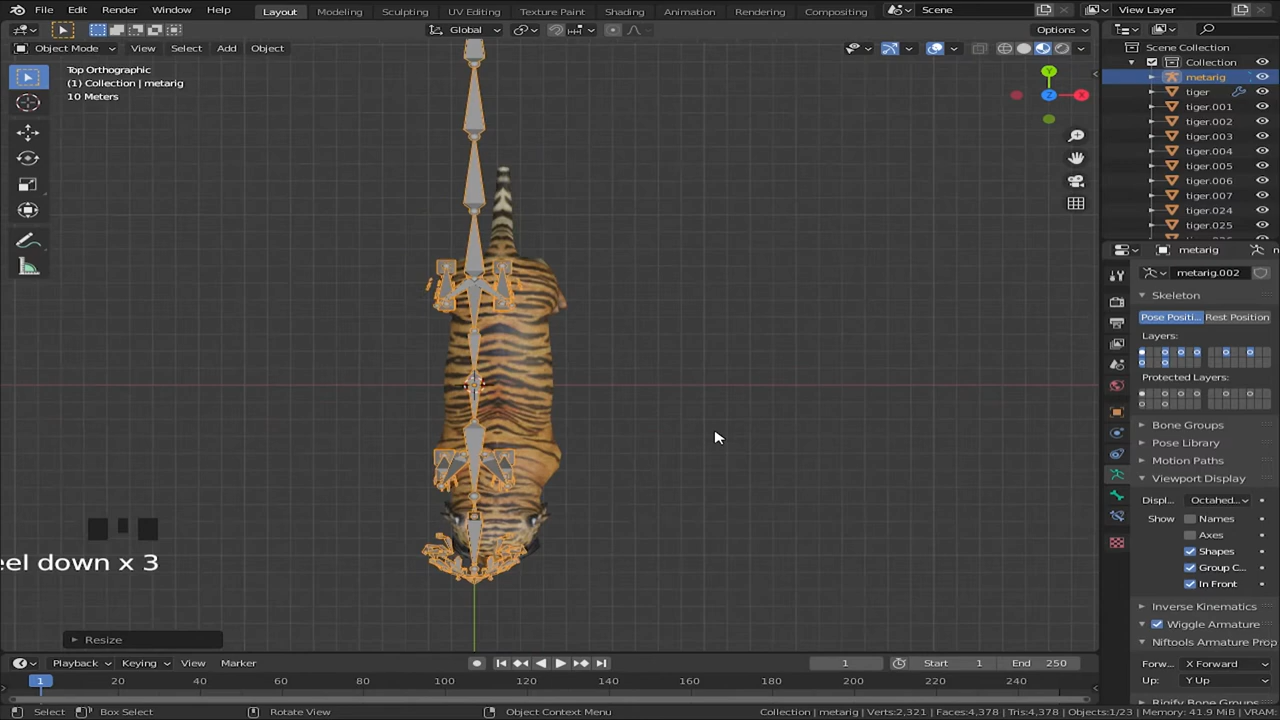 File Edit Render Window Help Layout Modeling Sculpting UV Editing Texture Paint Shading Animation Rendering Compositing Scene View Layer
Global Options
Object Mode View Select Add Object
Top Orthographic
(1) Collection | metarig
10 Meters
Y
Z
X
eel down x 3
Resize
Scene Collection
Collection
metarig
tiger
tiger.001
tiger.002
tiger.003
tiger.004
tiger.005
tiger.006
tiger.007
tiger.024
tiger.025
metarig
metarig.002
Skeleton
Pose Positi... Rest Position
Layers:
Protected Layers:
Bone Groups
Pose Library
Motion Paths
Viewport Display
Displ... Octahed...
Show Names
Axes
Shapes
Group C...
In Front
Inverse Kinematics
Wiggle Armature
Niftools Armature Prop
Forw... X Forward
Up: Y Up
Playback Keying View Marker 1 Start 1 End 250
1 20 40 60 80 100 120 140 160 180 200 220 240
Select Box Select Rotate View Object Context Menu Collection | metarig | Verts:2,321 | Faces:4,378 | Tris:4,378 | Objects:1/23 | Memory: 41.9 MiB | VRAM: